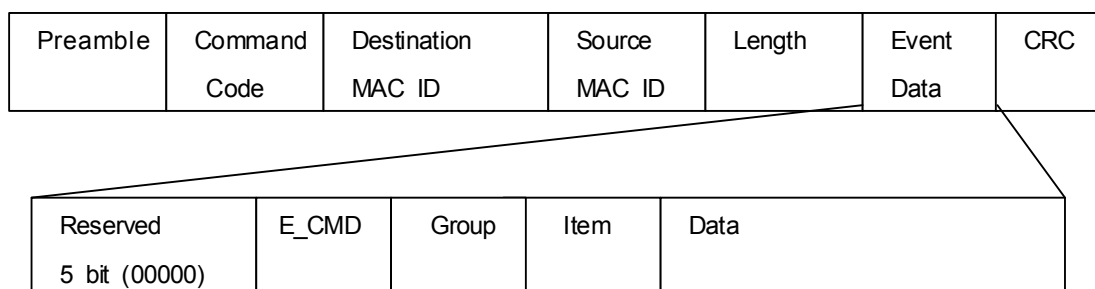 Preamble Command Destination Source Length Event CRC
Code MAC ID MAC ID Data
Reserved E_CMD Group Item Data
5 bit (00000)